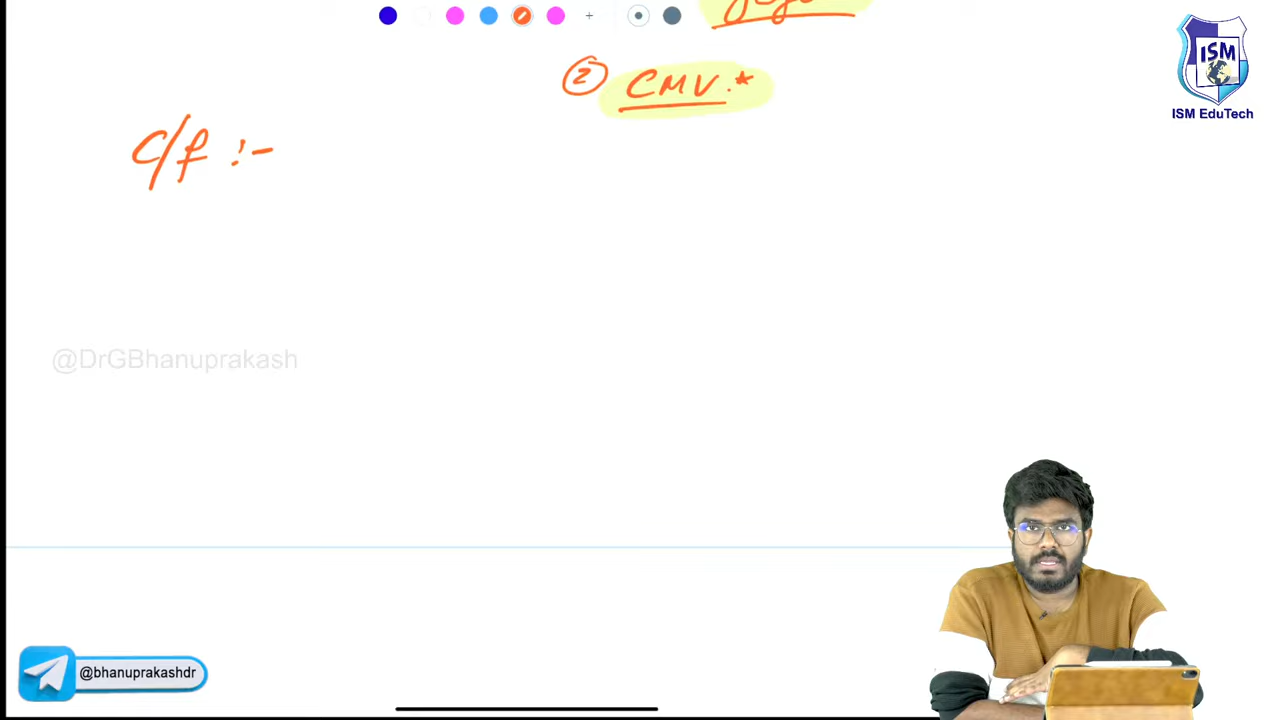 ② CMV.*
C/f :-
ISM
ISM EduTech
@DrGBhanuprakash
@bhanuprakashdr